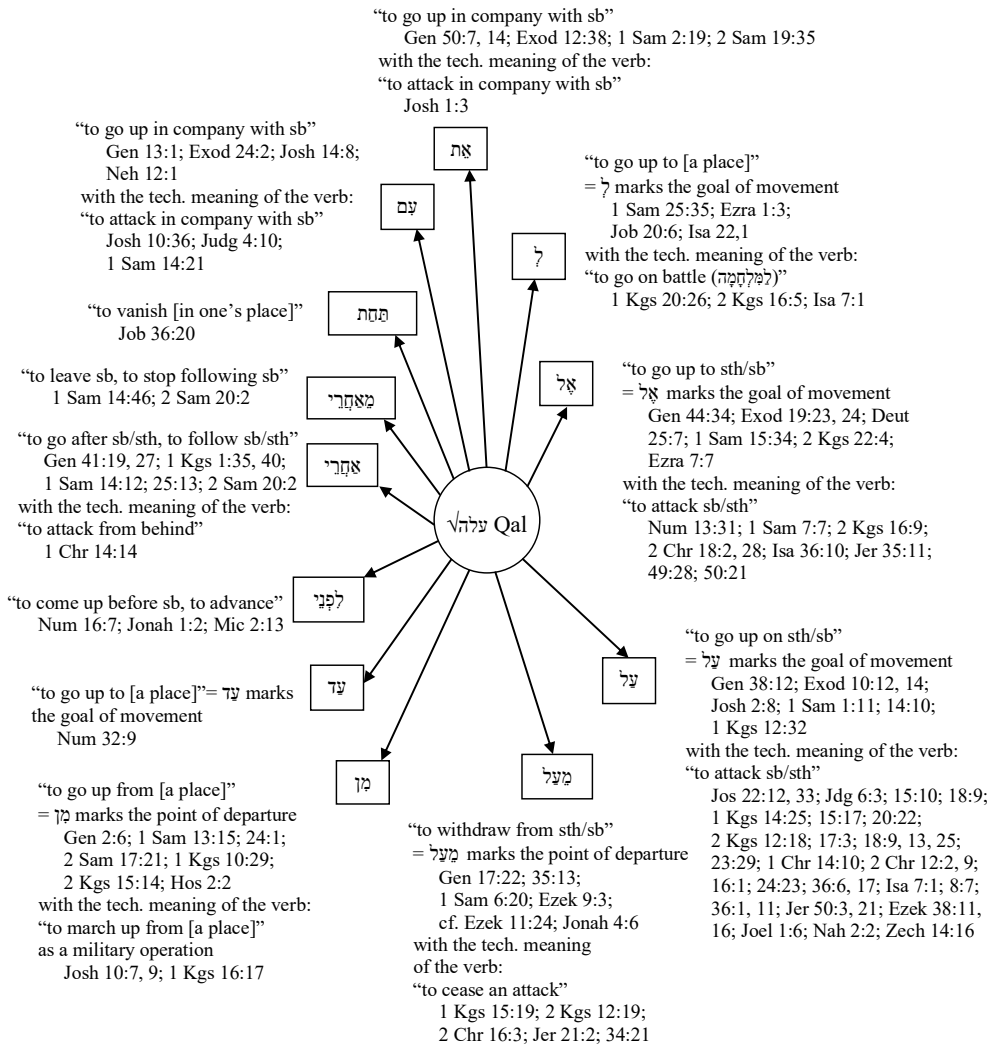 “to go up in company with sb”
Gen 50:7, 14; Exod 12:38; 1 Sam 2:19; 2 Sam 19:35
with the tech. meaning of the verb:
“to attack in company with sb”
Josh 1:3
אֵת
“to go up in company with sb”
Gen 13:1; Exod 24:2; Josh 14:8;
Neh 12:1
with the tech. meaning of the verb:
“to attack in company with sb”
Josh 10:36; Judg 4:10;
1 Sam 14:21
עִם
“to go up to [a place]”
= לְ marks the goal of movement
1 Sam 25:35; Ezra 1:3;
Job 20:6; Isa 22,1
with the tech. meaning of the verb:
“to go on battle (לַמִּלְחָמָה)”
1 Kgs 20:26; 2 Kgs 16:5; Isa 7:1
לְ
“to vanish [in one’s place]”
Job 36:20
תַּחַת
“to leave sb, to stop following sb”
1 Sam 14:46; 2 Sam 20:2
מֵאַחֲרֵי
“to go up to sth/sb”
= אֶל marks the goal of movement
Gen 44:34; Exod 19:23, 24; Deut
25:7; 1 Sam 15:34; 2 Kgs 22:4;
Ezra 7:7
with the tech. meaning of the verb:
“to attack sb/sth”
Num 13:31; 1 Sam 7:7; 2 Kgs 16:9;
2 Chr 18:2, 28; Isa 36:10; Jer 35:11;
49:28; 50:21
אֶל
“to go after sb/sth, to follow sb/sth”
Gen 41:19, 27; 1 Kgs 1:35, 40;
1 Sam 14:12; 25:13; 2 Sam 20:2
with the tech. meaning of the verb:
“to attack from behind”
1 Chr 14:14
אַחֲרֵי
√עלה Qal
“to come up before sb, to advance”
Num 16:7; Jonah 1:2; Mic 2:13
לִפְנֵי
“to go up to [a place]”= עַד marks
the goal of movement
Num 32:9
עַד
“to go up on sth/sb”
= עַל marks the goal of movement
Gen 38:12; Exod 10:12, 14;
Josh 2:8; 1 Sam 1:11; 14:10;
1 Kgs 12:32
with the tech. meaning of the verb:
“to attack sb/sth”
Jos 22:12, 33; Jdg 6:3; 15:10; 18:9;
1 Kgs 14:25; 15:17; 20:22;
2 Kgs 12:18; 17:3; 18:9, 13, 25;
23:29; 1 Chr 14:10; 2 Chr 12:2, 9;
16:1; 24:23; 36:6, 17; Isa 7:1; 8:7;
36:1, 11; Jer 50:3, 21; Ezek 38:11,
16; Joel 1:6; Nah 2:2; Zech 14:16
עַל
“to go up from [a place]”
= מִן marks the point of departure
Gen 2:6; 1 Sam 13:15; 24:1;
2 Sam 17:21; 1 Kgs 10:29;
2 Kgs 15:14; Hos 2:2
with the tech. meaning of the verb:
“to march up from [a place]”
as a military operation
Josh 10:7, 9; 1 Kgs 16:17
מִן
“to withdraw from sth/sb”
= מֵעַל marks the point of departure
Gen 17:22; 35:13;
1 Sam 6:20; Ezek 9:3;
cf. Ezek 11:24; Jonah 4:6
with the tech. meaning
of the verb:
“to cease an attack”
1 Kgs 15:19; 2 Kgs 12:19;
2 Chr 16:3; Jer 21:2; 34:21
מֵעַל